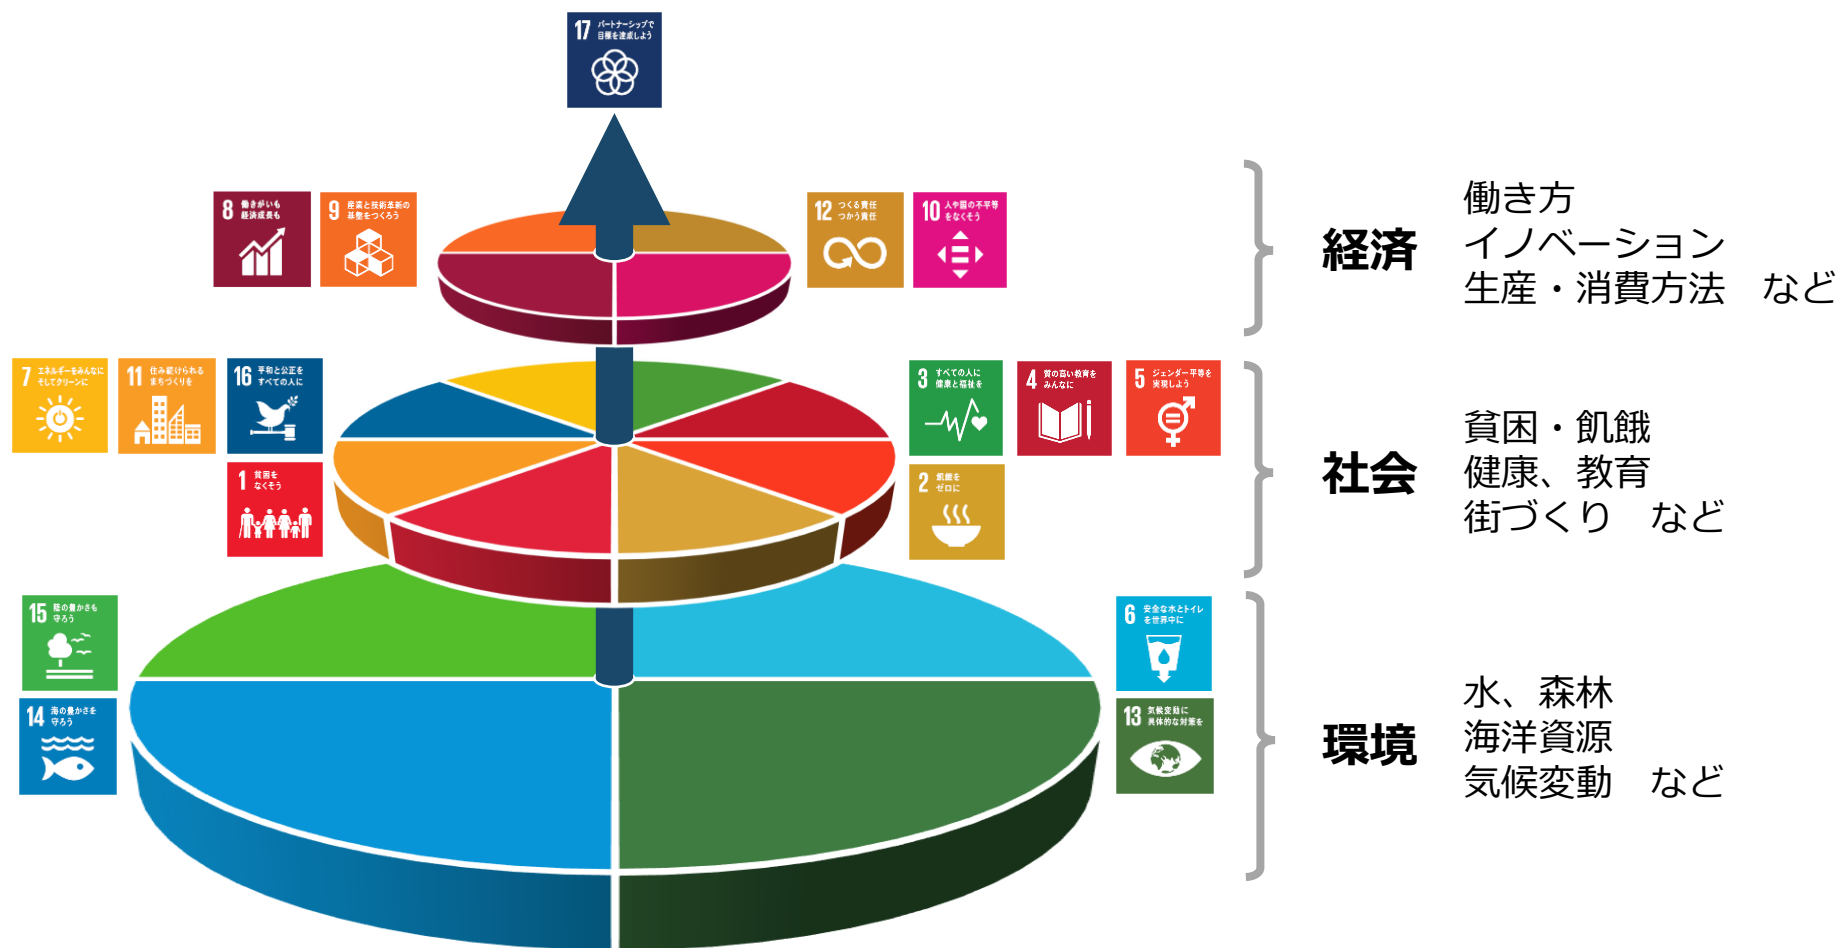 17 パートナーシップで
目標を達成しよう
8 働きがいも
経済成長も
9 産業と技術革新の
基盤をつくろう
12 つくる責任
つかう責任
10 人や国の不平等
をなくそう
経済
働き方
イノベーション
生産・消費方法　など
7 エネルギーをみんなに
そしてクリーンに
11 住み続けられる
まちづくりを
16 平和と公正を
すべての人に
1 貧困を
なくそう
3 すべての人に
健康と福祉を
4 質の高い教育を
みんなに
5 ジェンダー平等を
実現しよう
2 飢餓を
ゼロに
社会
貧困・飢餓
健康、教育
街づくり　など
15 陸の豊かさも
守ろう
14 海の豊かさを
守ろう
6 安全な水とトイレ
を世界中に
13 気候変動に
具体的な対策を
環境
水、森林
海洋資源
気候変動　など